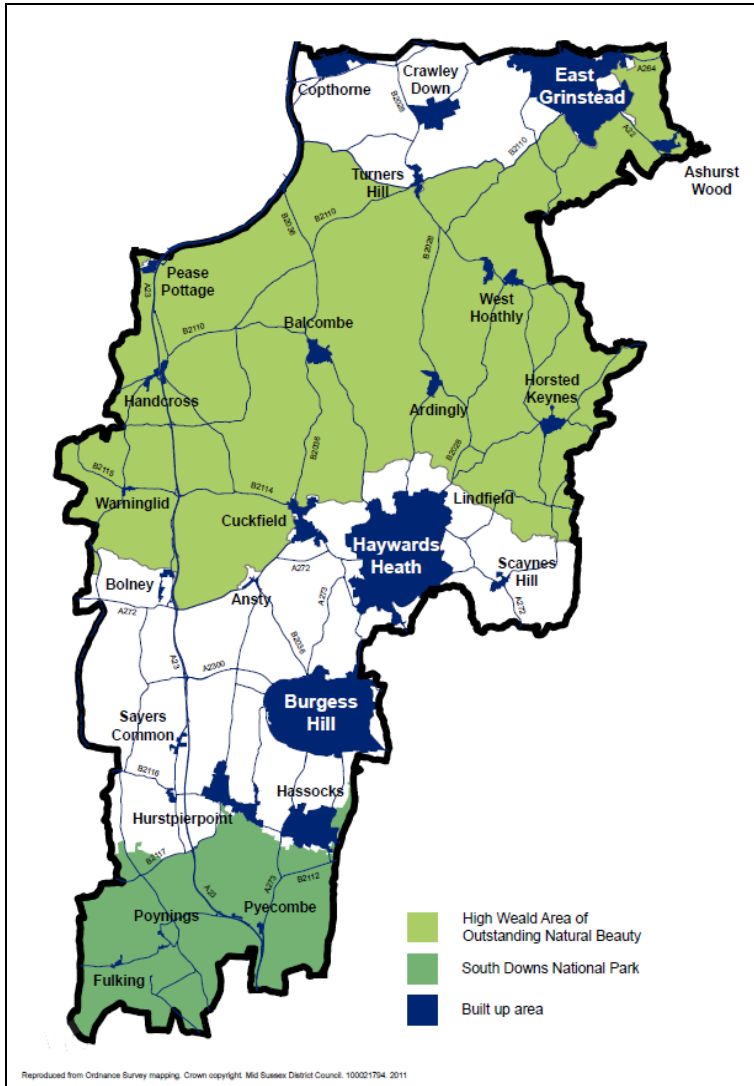 Copthorne
Crawley
Down
East
Grinstead
A264
B2028
B2110
A22
Ashurst
Wood
Turners
Hill
B2036
B2110
B2028
Pease
Pottage
A23
West
Hoathly
B2110
Balcombe
Handcross
Ardingly
Horsted
Keynes
B2036
B2028
B2115
Warninglid
B2114
Cuckfield
Lindfield
Haywards
Heath
Scaynes
Hill
A272
A272
A273
Bolney
Ansty
A272
B2036
A23
A2300
Burgess
Hill
Sayers
Common
B2116
Hassocks
Hurstpierpoint
B2117
A23
A273
B2112
Poynings
Pyecombe
Fulking
High Weald Area of
Outstanding Natural Beauty
South Downs National Park
Built up area
Reproduced from Ordnance Survey mapping. Crown copyright. Mid Sussex District Council. 100021794. 2011